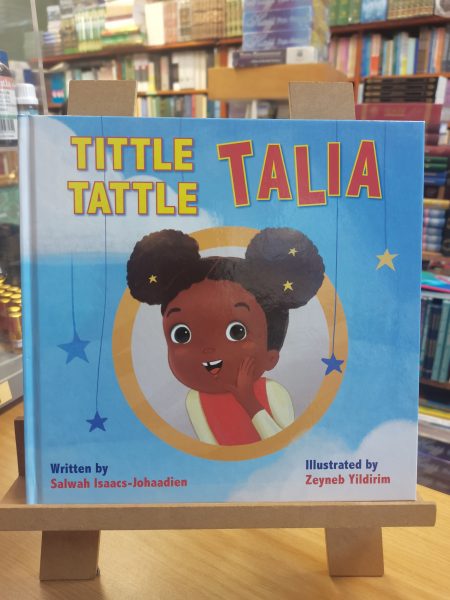 TITTLE
TATTLE
TALIA
Written by
Salwah Isaacs-Johaadien
Illustrated by
Zeyneb Yildirim